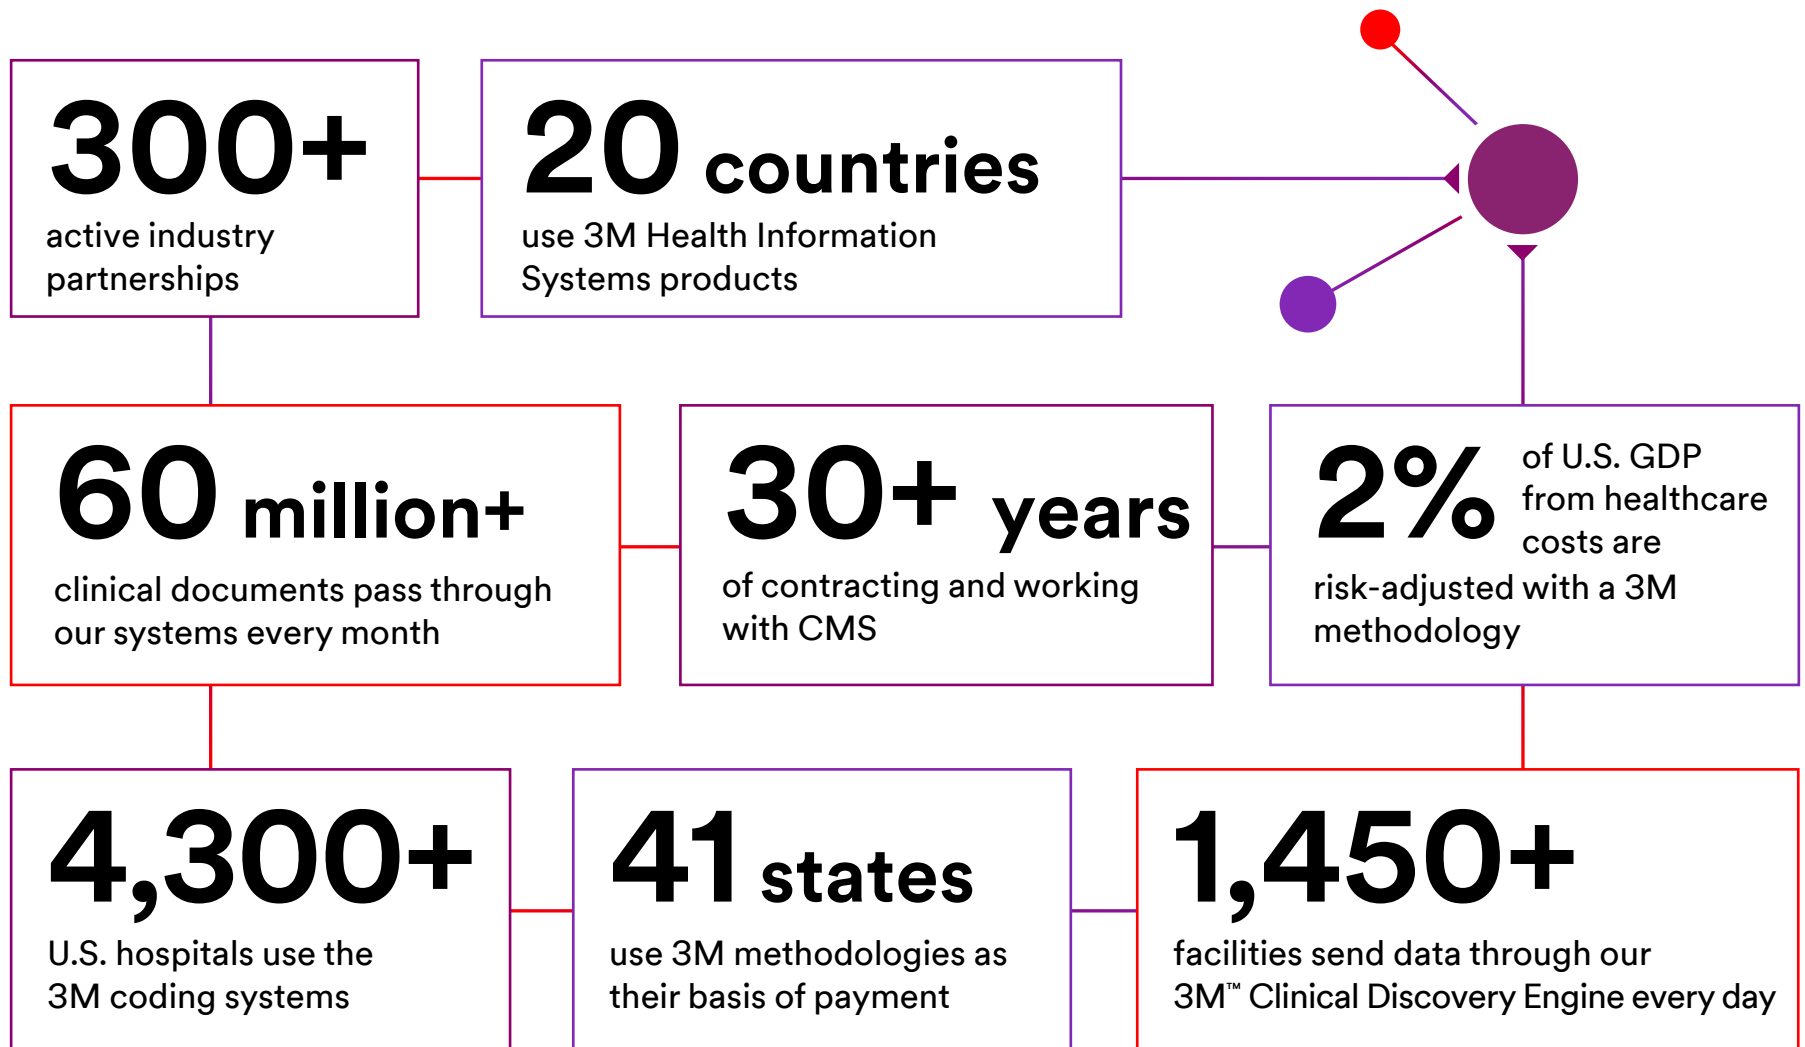 300+
active industry
partnerships
20 countries
use 3M Health Information
Systems products
60 million+
clinical documents pass through
our systems every month
30+ years
of contracting and working
with CMS
2% of U.S. GDP
from healthcare
costs are
risk-adjusted with a 3M
methodology
4,300+
U.S. hospitals use the
3M coding systems
41 states
use 3M methodologies as
their basis of payment
1,450+
facilities send data through our
3M™ Clinical Discovery Engine every day